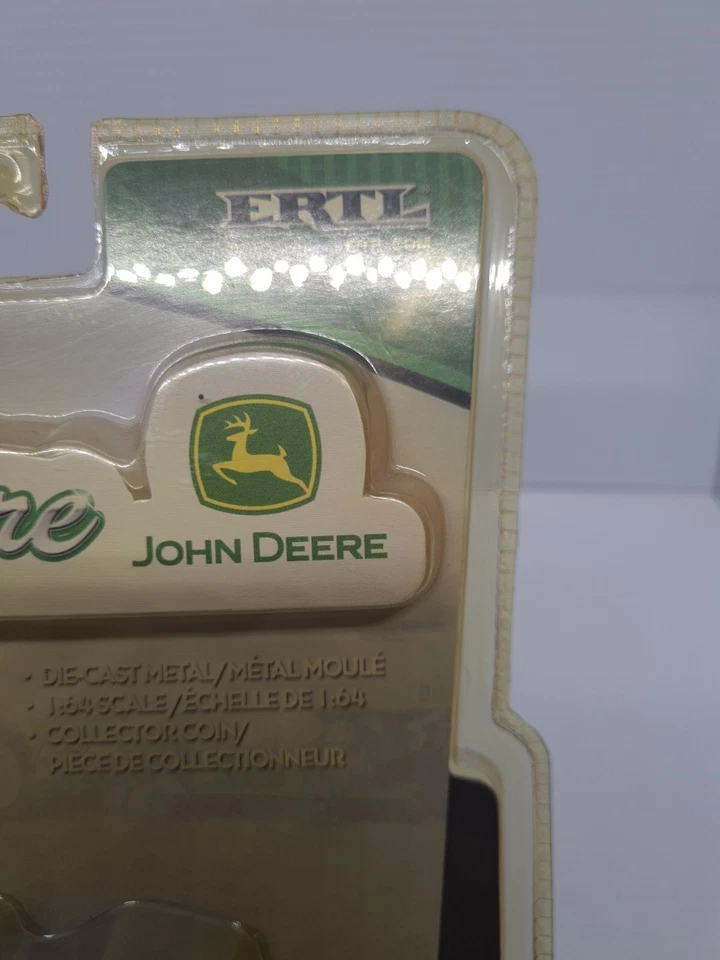 ERTL
re
JOHN DEERE
• DIE-CAST METAL/MÉTAL MOULÉ
• 1:64 SCALE/ÉCHELLE DE 1:64
• COLLECTOR COIN/
PIÈCE DE COLLECTIONNEUR